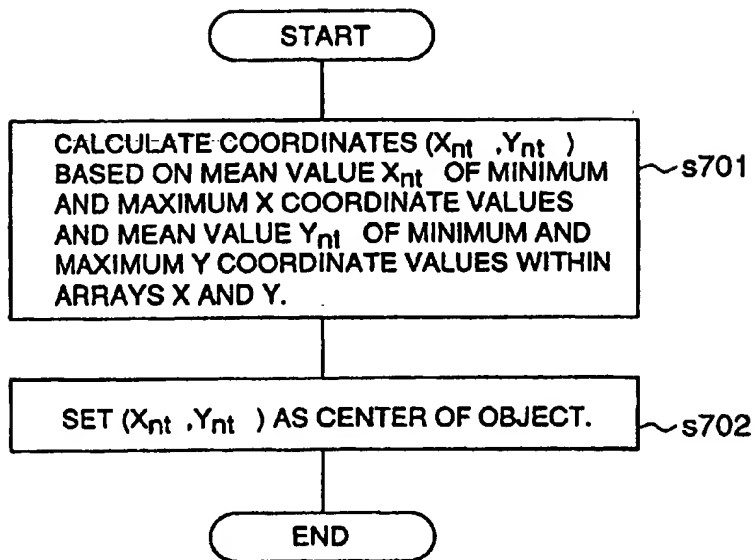 START
CALCULATE COORDINATES (Xnt ,Ynt )
BASED ON MEAN VALUE Xnt OF MINIMUM
AND MAXIMUM X COORDINATE VALUES
AND MEAN VALUE Ynt OF MINIMUM AND
MAXIMUM Y COORDINATE VALUES WITHIN
ARRAYS X AND Y.
s701
SET (Xnt ,Ynt ) AS CENTER OF OBJECT.
s702
END